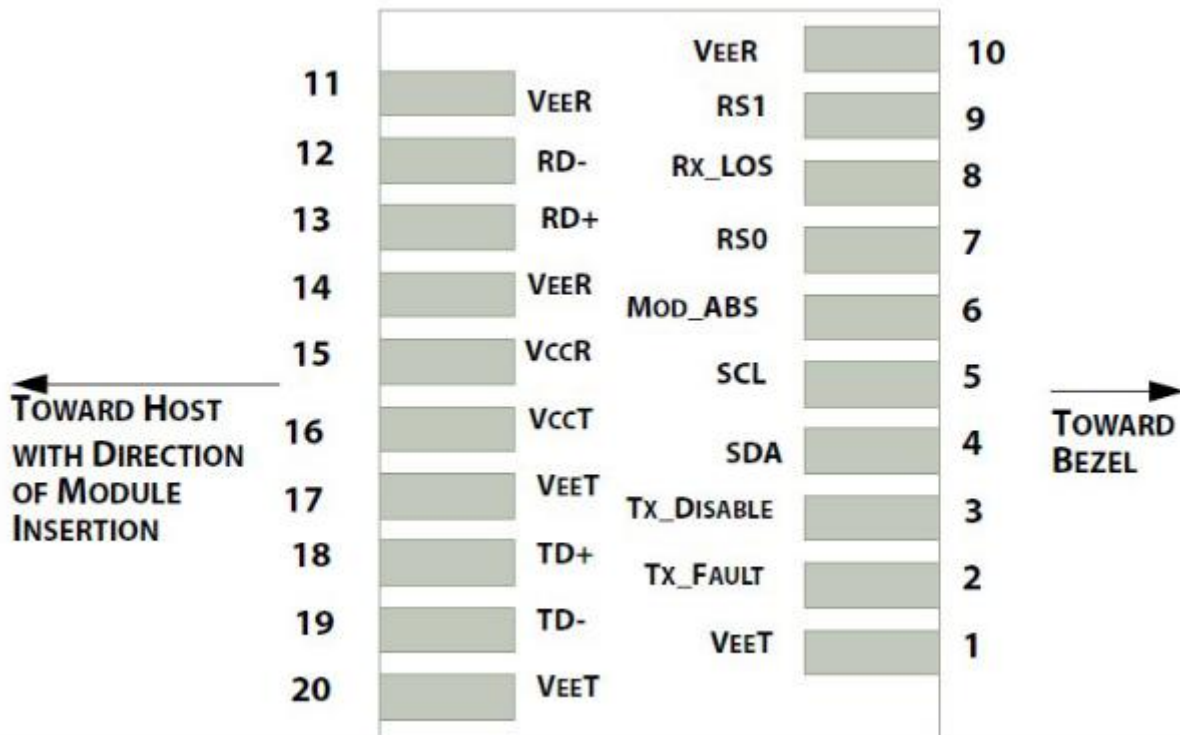 11 VEER
12 RD-
13 RD+
14 VEER
15 VCCR
16 VCCT
17 VEET
18 TD+
19 TD-
20 VEET
VEER 10
RS1 9
RX_LOS 8
RS0 7
MOD_ABS 6
SCL 5
SDA 4
TX_DISABLE 3
TX_FAULT 2
VEET 1
TOWARD HOST
WITH DIRECTION
OF MODULE
INSERTION
TOWARD
BEZEL